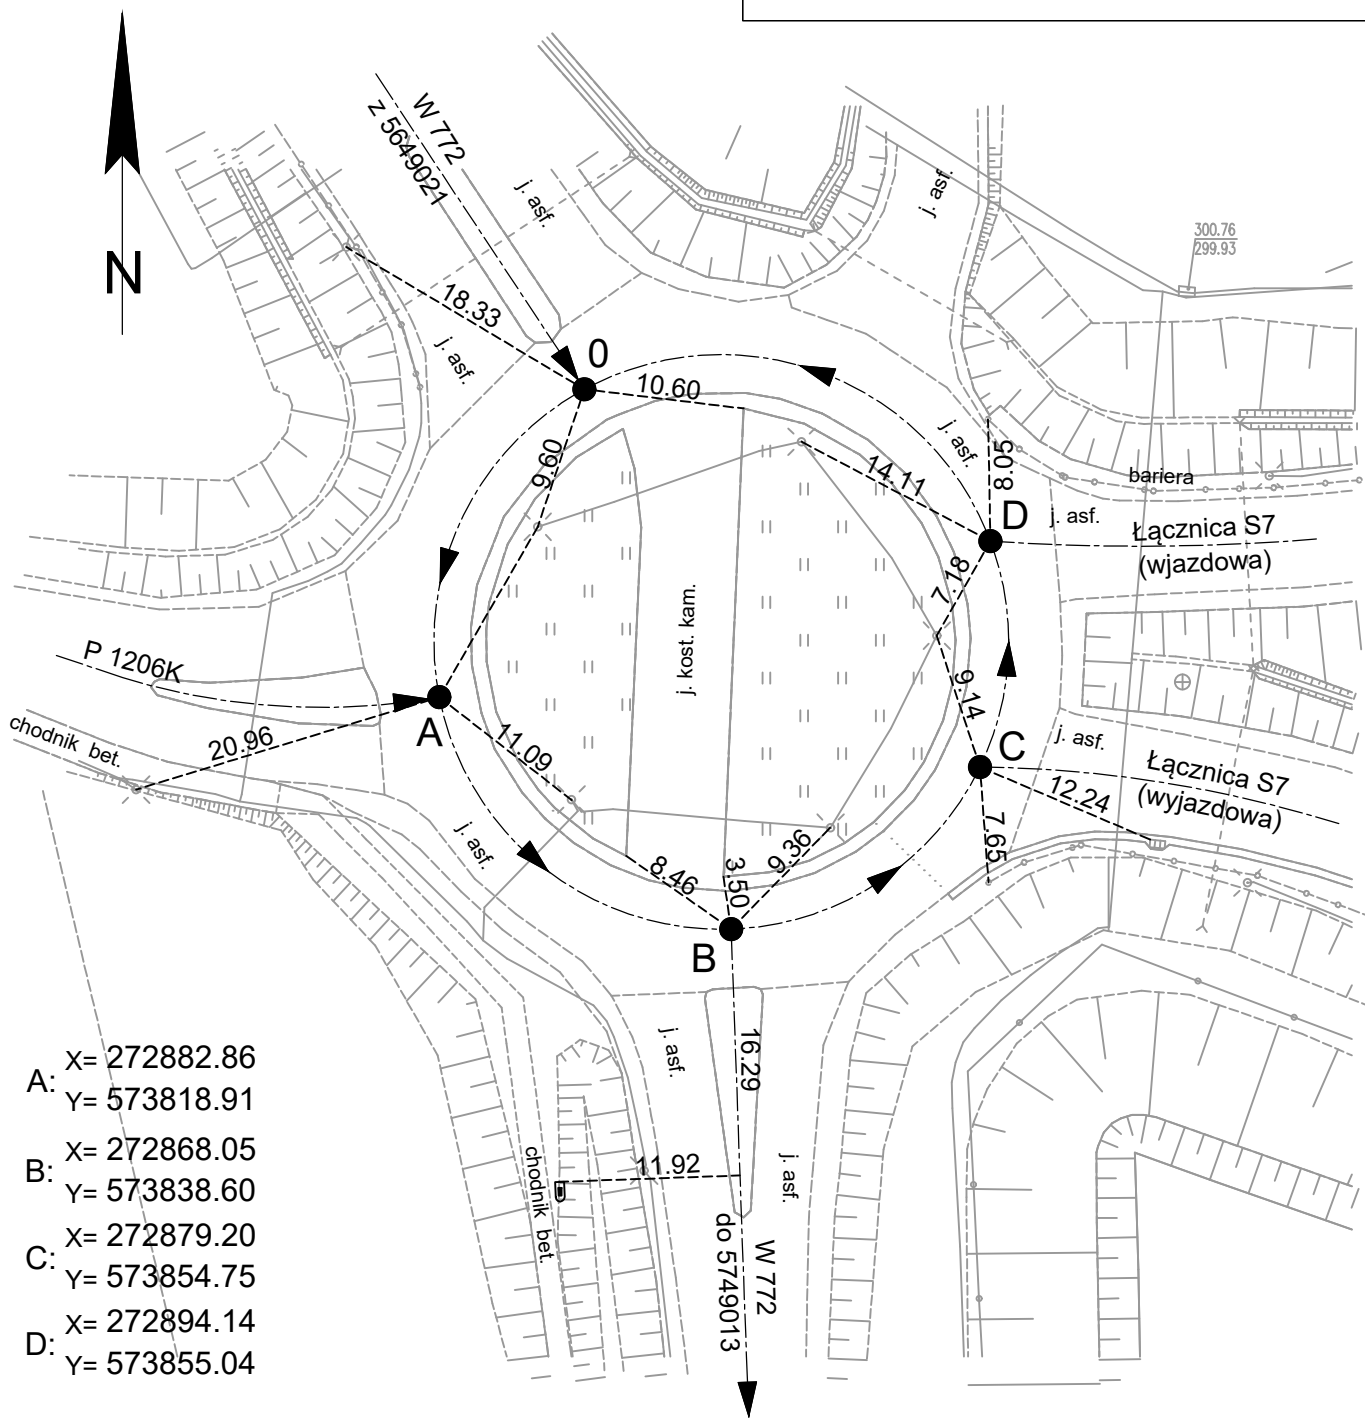 N
W 772
z 5649021
j. asf.
j. asf.
300.76
299.93
18.33
j. asf.
0
10.60
9.60
14.11
j. asf.
8.05
bariera
D
j. asf.
Łącznica S7
(wjazdowa)
7.18
j. kost. kam.
P 1206K
9.14
A
chodnik bet.
20.96
11.09
C
j. asf.
Łącznica S7
(wyjazdowa)
12.24
7.65
j. asf.
8.46
3.50
9.36
B
j. asf.
16.29
A:
X= 272882.86
Y= 573818.91
B:
X= 272868.05
Y= 573838.60
C:
X= 272879.20
Y= 573854.75
D:
X= 272894.14
Y= 573855.04
chodnik bet.
11.92
j. asf.
W 772
do 5749013